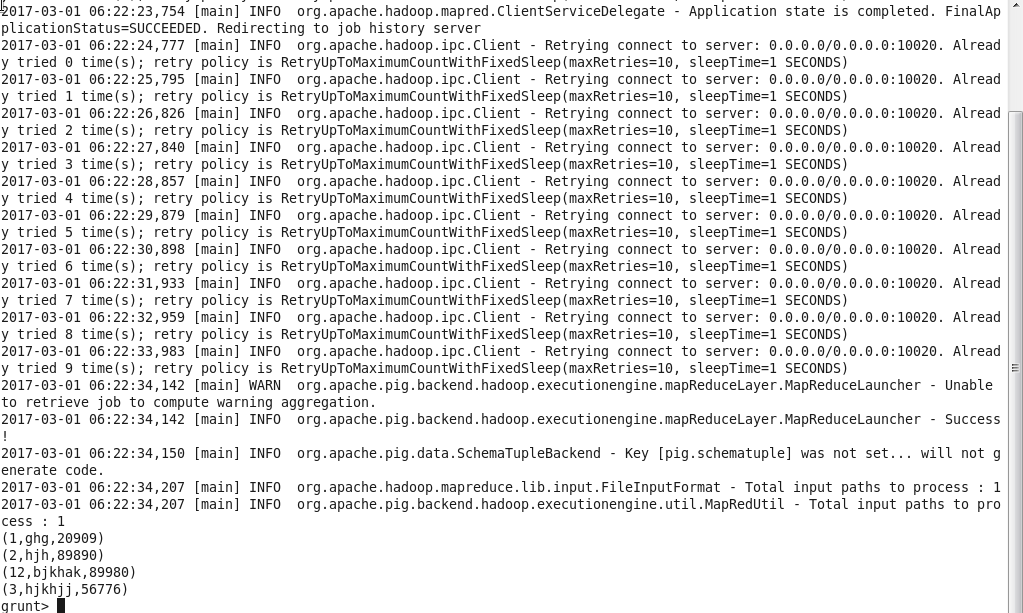 2017-03-01 06:22:23,754 [main] INFO  org.apache.hadoop.mapred.ClientServiceDelegate - Application state is completed. FinalAp
plicationStatus=SUCCEEDED. Redirecting to job history server
2017-03-01 06:22:24,777 [main] INFO  org.apache.hadoop.ipc.Client - Retrying connect to server: 0.0.0.0/0.0.0.0:10020. Alread
y tried 0 time(s); retry policy is RetryUpToMaximumCountWithFixedSleep(maxRetries=10, sleepTime=1 SECONDS)
2017-03-01 06:22:25,795 [main] INFO  org.apache.hadoop.ipc.Client - Retrying connect to server: 0.0.0.0/0.0.0.0:10020. Alread
y tried 1 time(s); retry policy is RetryUpToMaximumCountWithFixedSleep(maxRetries=10, sleepTime=1 SECONDS)
2017-03-01 06:22:26,826 [main] INFO  org.apache.hadoop.ipc.Client - Retrying connect to server: 0.0.0.0/0.0.0.0:10020. Alread
y tried 2 time(s); retry policy is RetryUpToMaximumCountWithFixedSleep(maxRetries=10, sleepTime=1 SECONDS)
2017-03-01 06:22:27,840 [main] INFO  org.apache.hadoop.ipc.Client - Retrying connect to server: 0.0.0.0/0.0.0.0:10020. Alread
y tried 3 time(s); retry policy is RetryUpToMaximumCountWithFixedSleep(maxRetries=10, sleepTime=1 SECONDS)
2017-03-01 06:22:28,857 [main] INFO  org.apache.hadoop.ipc.Client - Retrying connect to server: 0.0.0.0/0.0.0.0:10020. Alread
y tried 4 time(s); retry policy is RetryUpToMaximumCountWithFixedSleep(maxRetries=10, sleepTime=1 SECONDS)
2017-03-01 06:22:29,879 [main] INFO  org.apache.hadoop.ipc.Client - Retrying connect to server: 0.0.0.0/0.0.0.0:10020. Alread
y tried 5 time(s); retry policy is RetryUpToMaximumCountWithFixedSleep(maxRetries=10, sleepTime=1 SECONDS)
2017-03-01 06:22:30,898 [main] INFO  org.apache.hadoop.ipc.Client - Retrying connect to server: 0.0.0.0/0.0.0.0:10020. Alread
y tried 6 time(s); retry policy is RetryUpToMaximumCountWithFixedSleep(maxRetries=10, sleepTime=1 SECONDS)
2017-03-01 06:22:31,933 [main] INFO  org.apache.hadoop.ipc.Client - Retrying connect to server: 0.0.0.0/0.0.0.0:10020. Alread
y tried 7 time(s); retry policy is RetryUpToMaximumCountWithFixedSleep(maxRetries=10, sleepTime=1 SECONDS)
2017-03-01 06:22:32,959 [main] INFO  org.apache.hadoop.ipc.Client - Retrying connect to server: 0.0.0.0/0.0.0.0:10020. Alread
y tried 8 time(s); retry policy is RetryUpToMaximumCountWithFixedSleep(maxRetries=10, sleepTime=1 SECONDS)
2017-03-01 06:22:33,983 [main] INFO  org.apache.hadoop.ipc.Client - Retrying connect to server: 0.0.0.0/0.0.0.0:10020. Alread
y tried 9 time(s); retry policy is RetryUpToMaximumCountWithFixedSleep(maxRetries=10, sleepTime=1 SECONDS)
2017-03-01 06:22:34,142 [main] WARN  org.apache.pig.backend.hadoop.executionengine.mapReduceLayer.MapReduceLauncher - Unable
to retrieve job to compute warning aggregation.
2017-03-01 06:22:34,142 [main] INFO  org.apache.pig.backend.hadoop.executionengine.mapReduceLayer.MapReduceLauncher - Success
!
2017-03-01 06:22:34,150 [main] INFO  org.apache.pig.data.SchemaTupleBackend - Key [pig.schematuple] was not set... will not g
enerate code.
2017-03-01 06:22:34,207 [main] INFO  org.apache.hadoop.mapreduce.lib.input.FileInputFormat - Total input paths to process : 1
2017-03-01 06:22:34,207 [main] INFO  org.apache.pig.backend.hadoop.executionengine.util.MapRedUtil - Total input paths to pro
cess : 1
(1,ghg,20909)
(2,hjh,89890)
(12,bjkhak,89980)
(3,hjkhjj,56776)
grunt>